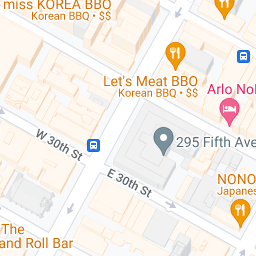 miss KOREA BBQ
Korean BBQ • $$
Let's Meat BBQ
Korean BBQ • $$
Arlo No
W 30th St
295 Fifth Ave
E 30th St
NONO
Japanes
The
and Roll Bar